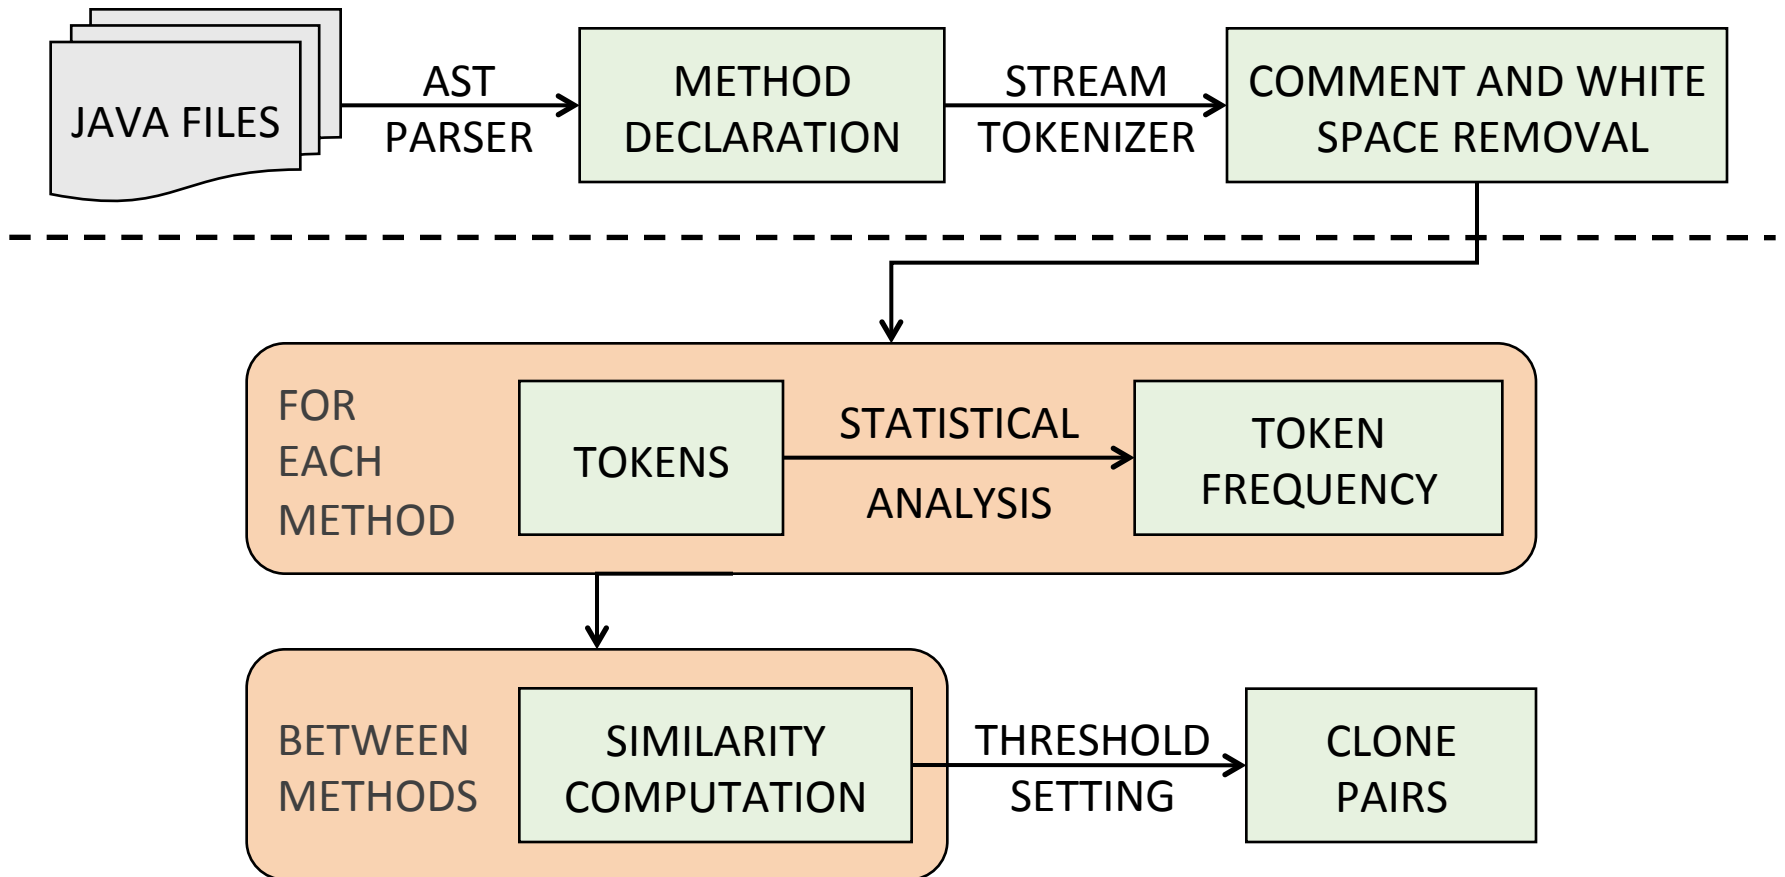 JAVA FILES
AST
PARSER
METHOD
DECLARATION
STREAM
TOKENIZER
COMMENT AND WHITE
SPACE REMOVAL
FOR
EACH
METHOD
TOKENS
STATISTICAL
ANALYSIS
TOKEN
FREQUENCY
BETWEEN
METHODS
SIMILARITY
COMPUTATION
THRESHOLD
SETTING
CLONE
PAIRS